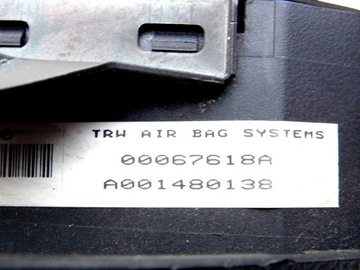 TRW AIR BAG SYSTEMS
00067618A
A001480138